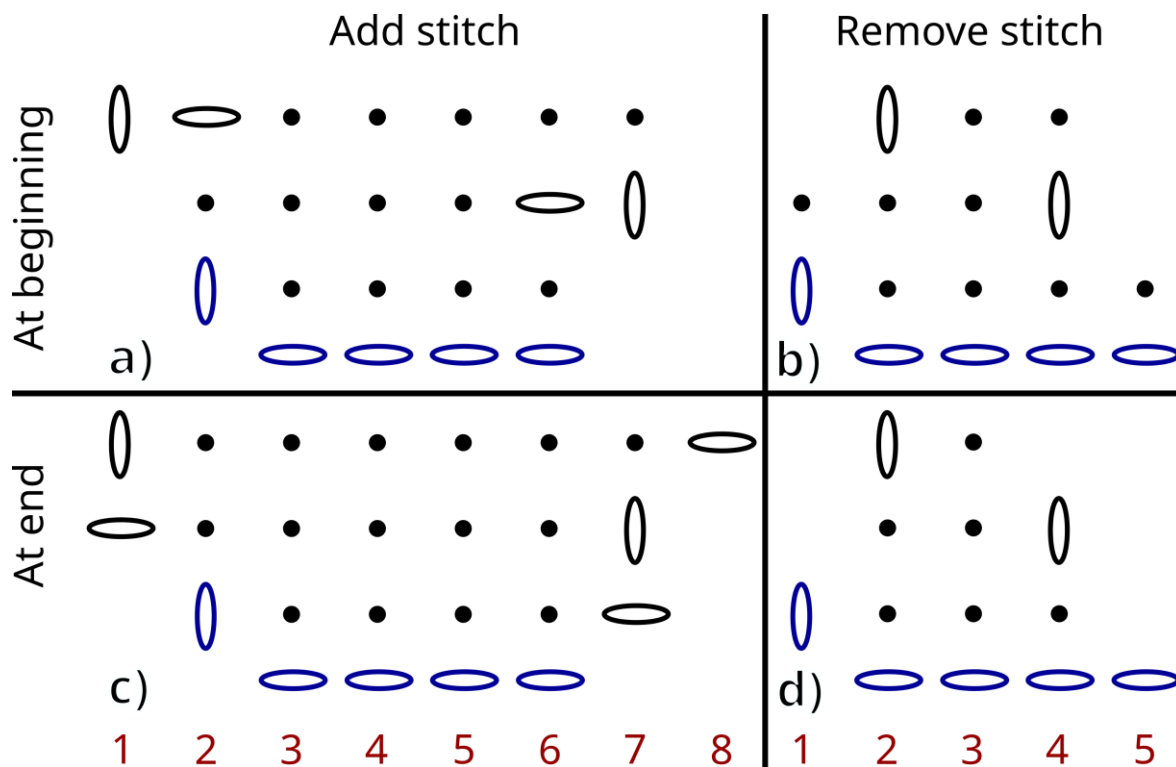 Add stitch
Remove stitch
At beginning
a)
b)
At end
c)
d)
1 2 3 4 5 6 7 8
1 2 3 4 5